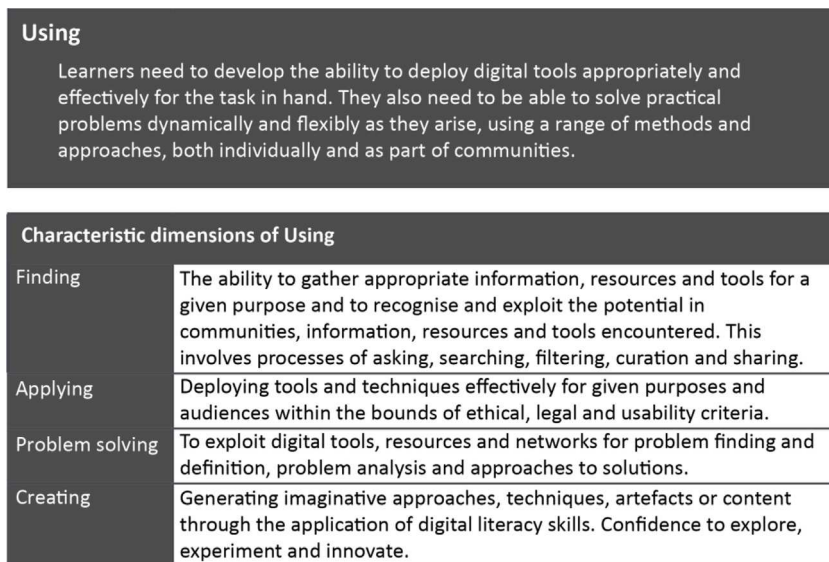 Using
Learners need to develop the ability to deploy digital tools appropriately and
effectively for the task in hand. They also need to be able to solve practical
problems dynamically and flexibly as they arise, using a range of methods and
approaches, both individually and as part of communities.
Characteristic dimensions of Using
Finding
The ability to gather appropriate information, resources and tools for a
given purpose and to recognise and exploit the potential in
communities, information, resources and tools encountered. This
involves processes of asking, searching, filtering, curation and sharing.
Applying
Deploying tools and techniques effectively for given purposes and
audiences within the bounds of ethical, legal and usability criteria.
Problem solving
To exploit digital tools, resources and networks for problem finding and
definition, problem analysis and approaches to solutions.
Creating
Generating imaginative approaches, techniques, artefacts or content
through the application of digital literacy skills. Confidence to explore,
experiment and innovate.